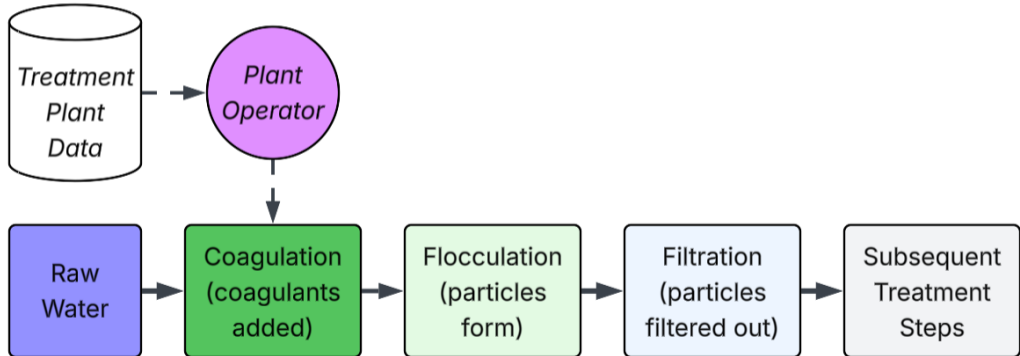 Treatment
Plant
Data
Plant
Operator
Raw
Water
Coagulation
(coagulants
added)
Flocculation
(particles
form)
Filtration
(particles
filtered out)
Subsequent
Treatment
Steps